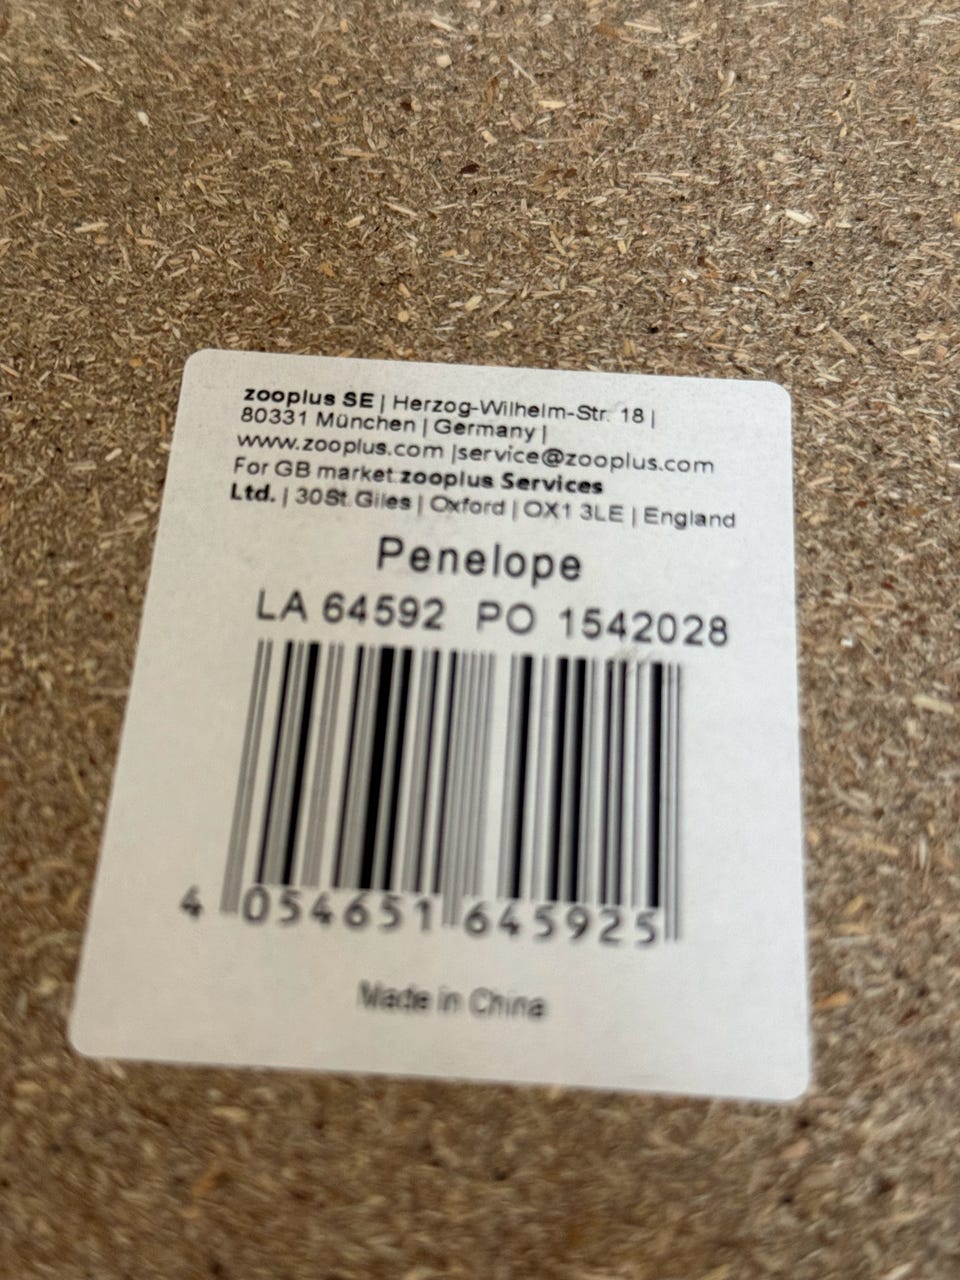 zooplus SE | Herzog-Wilhelm-Str. 18 |
80331 München | Germany |
www.zooplus.com |service@zooplus.com
For GB market:zooplus Services
Ltd. | 30St.Giles | Oxford | OX1 3LE | England
Penelope
LA 64592 PO 1542028
4 054651 645925
Made in China